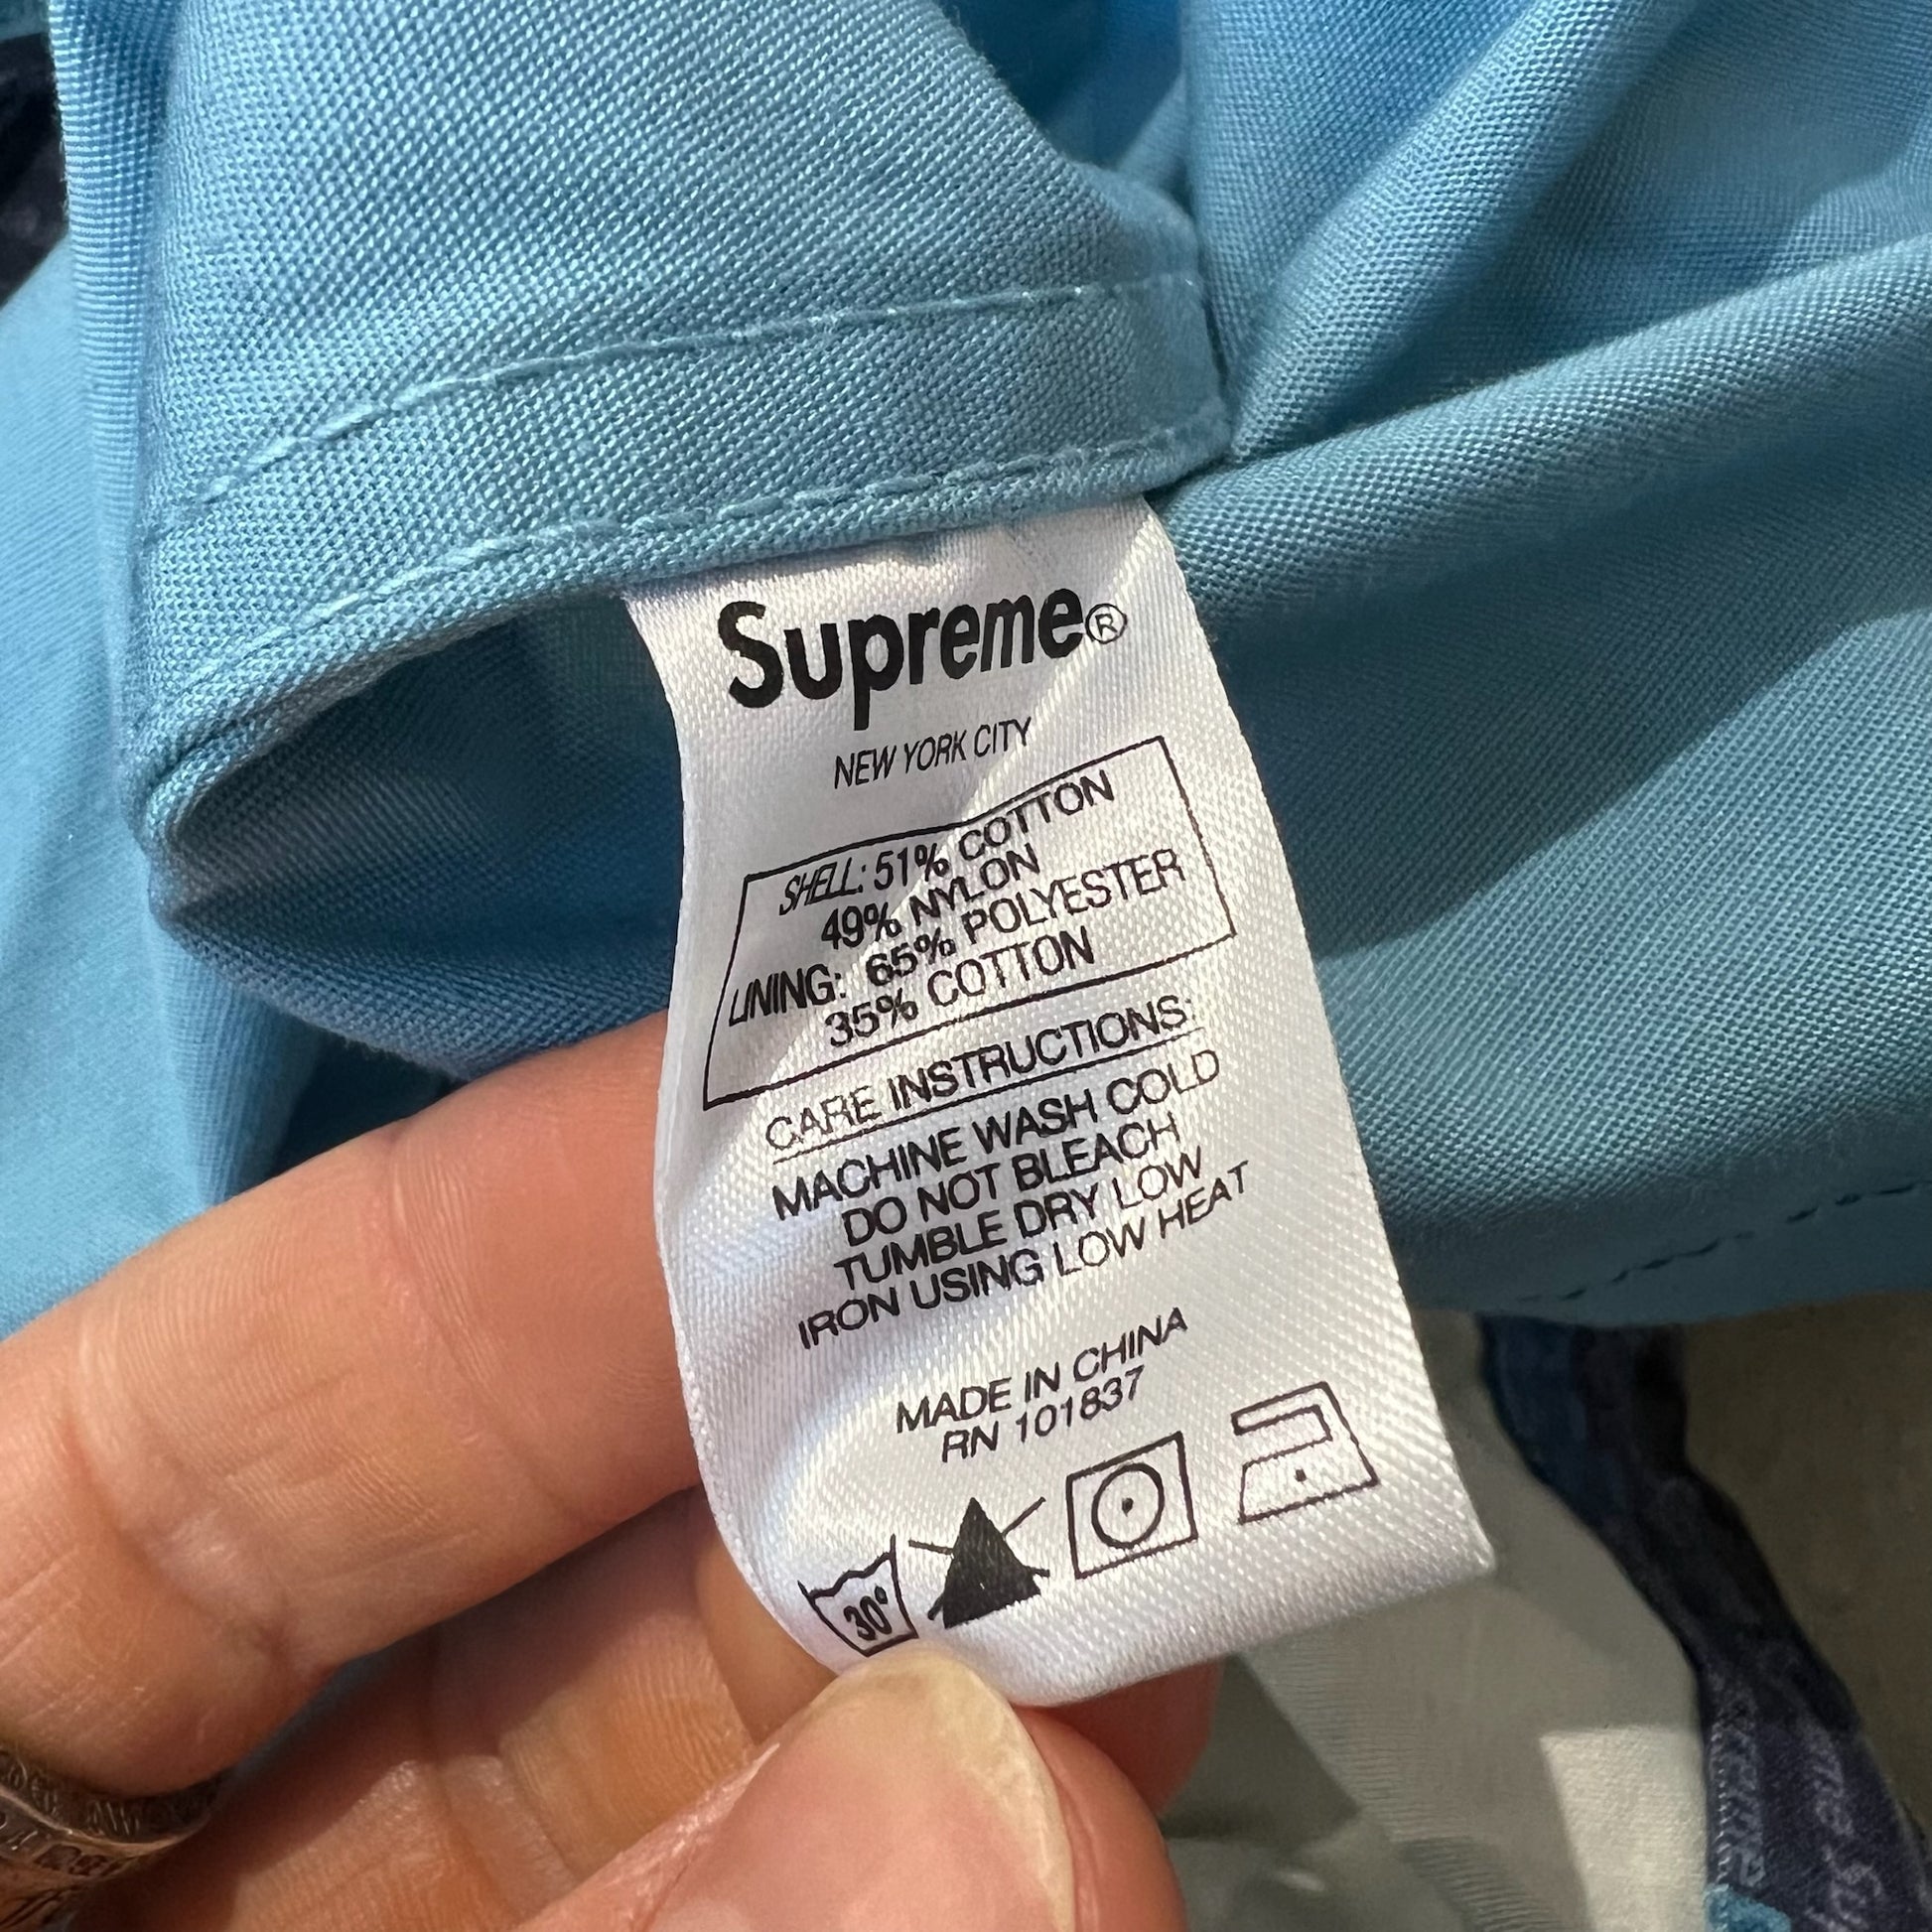 Supreme®
NEW YORK CITY
SHELL: 51% COTTON
49% NYLON
LINING: 65% POLYESTER
35% COTTON
CARE INSTRUCTIONS:
MACHINE WASH COLD
DO NOT BLEACH
TUMBLE DRY LOW
IRON USING LOW HEAT
MADE IN CHINA
RN 101837
30°